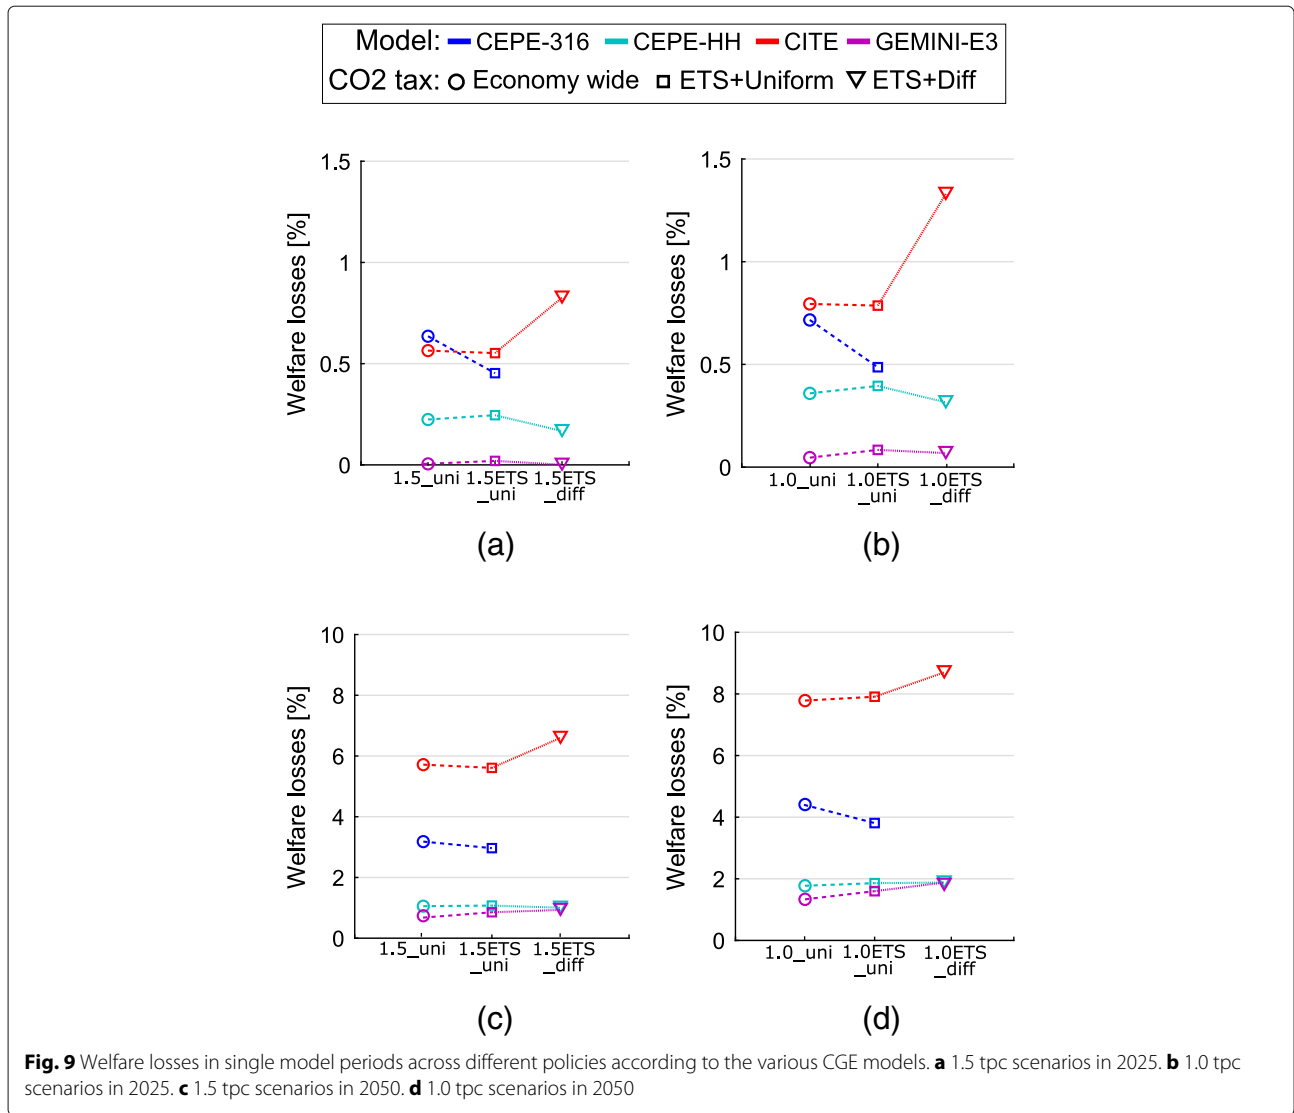 Model: CEPE-316 CEPE-HH CITE GEMINI-E3
CO2 tax: Economy wide ETS+Uniform ETS+Diff
Welfare losses [%]
1.5
1
0.5
0
1.5_uni
1.5ETS
_uni
1.5ETS
_diff
(a)
Welfare losses [%]
1.5
1
0.5
0
1.0_uni
1.0ETS
_uni
1.0ETS
_diff
(b)
Welfare losses [%]
10
8
6
4
2
0
1.5_uni
1.5ETS
_uni
1.5ETS
_diff
(c)
Welfare losses [%]
10
8
6
4
2
0
1.0_uni
1.0ETS
_uni
1.0ETS
_diff
(d)
Fig. 9 Welfare losses in single model periods across different policies according to the various CGE models. a 1.5 tpc scenarios in 2025. b 1.0 tpc
scenarios in 2025. c 1.5 tpc scenarios in 2050. d 1.0 tpc scenarios in 2050